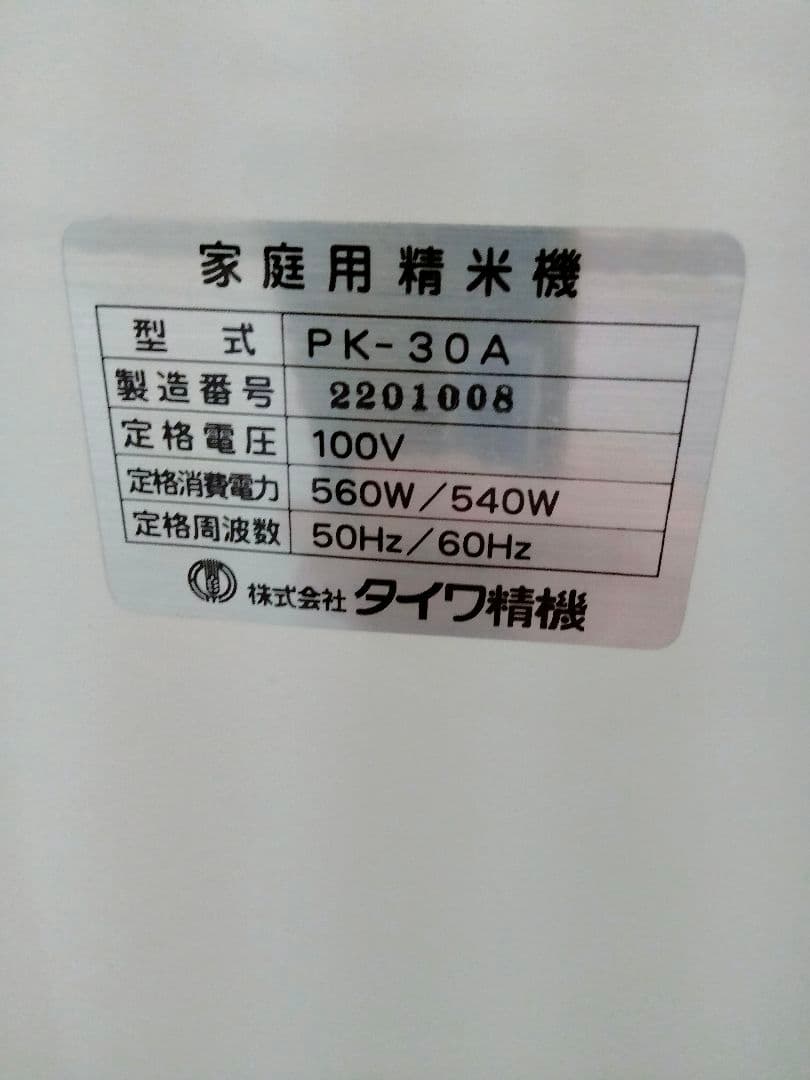 家庭用精米機
型式 PK-30A
製造番号 2201008
定格電圧 100V
定格消費電力 560W/540W
定格周波数 50Hz/60Hz
株式会社タイワ精機